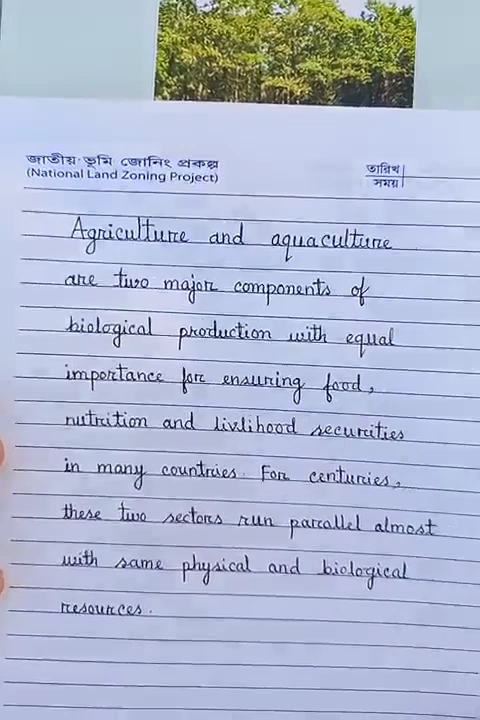 জাতীয় ভূমি জোনিং প্রকল্প
(National Land Zoning Project)
তারিখ
সময়
Agriculture and aquaculture
are two major components of
biological production with equal
importance for ensuring food,
nutrition and livlihood securities
in many countries. For centuries,
these two sectors run parallel almost
with same physical and biological
resources.